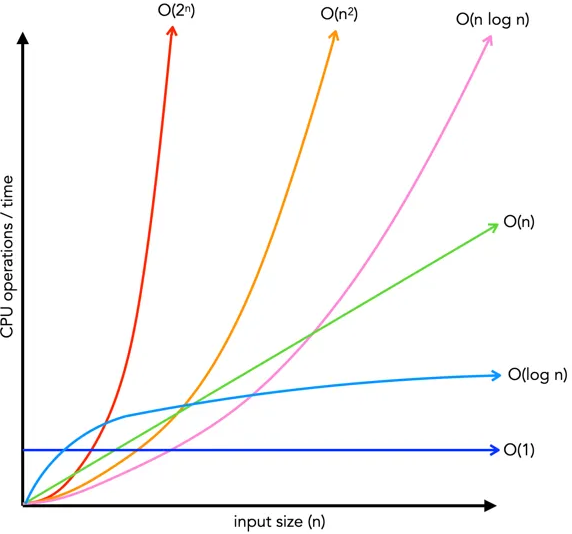 O(2ⁿ)
O(n²)
O(n log n)
O(n)
O(log n)
O(1)
CPU operations / time
input size (n)